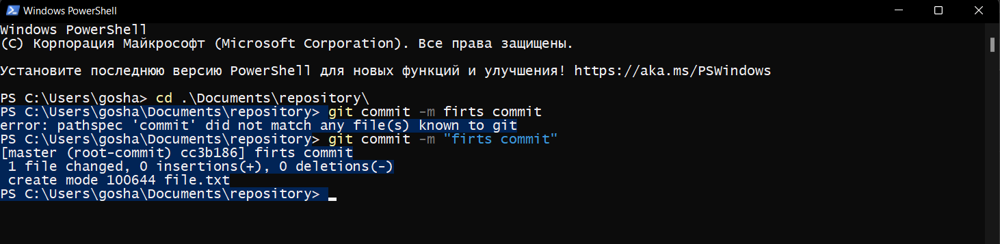 Windows PowerShell
Windows PowerShell
(C) Корпорация Майкрософт (Microsoft Corporation). Все права защищены.
Установите последнюю версию PowerShell для новых функций и улучшения! https://aka.ms/PSWindows
PS C:\Users\gosha> cd .\Documents\repository\
PS C:\Users\gosha\Documents\repository> git commit -m firts commit
error: pathspec 'commit' did not match any file(s) known to git
PS C:\Users\gosha\Documents\repository> git commit -m "firts commit"
[master (root-commit) cc3b186] firts commit
 1 file changed, 0 insertions(+), 0 deletions(-)
 create mode 100644 file.txt
PS C:\Users\gosha\Documents\repository>